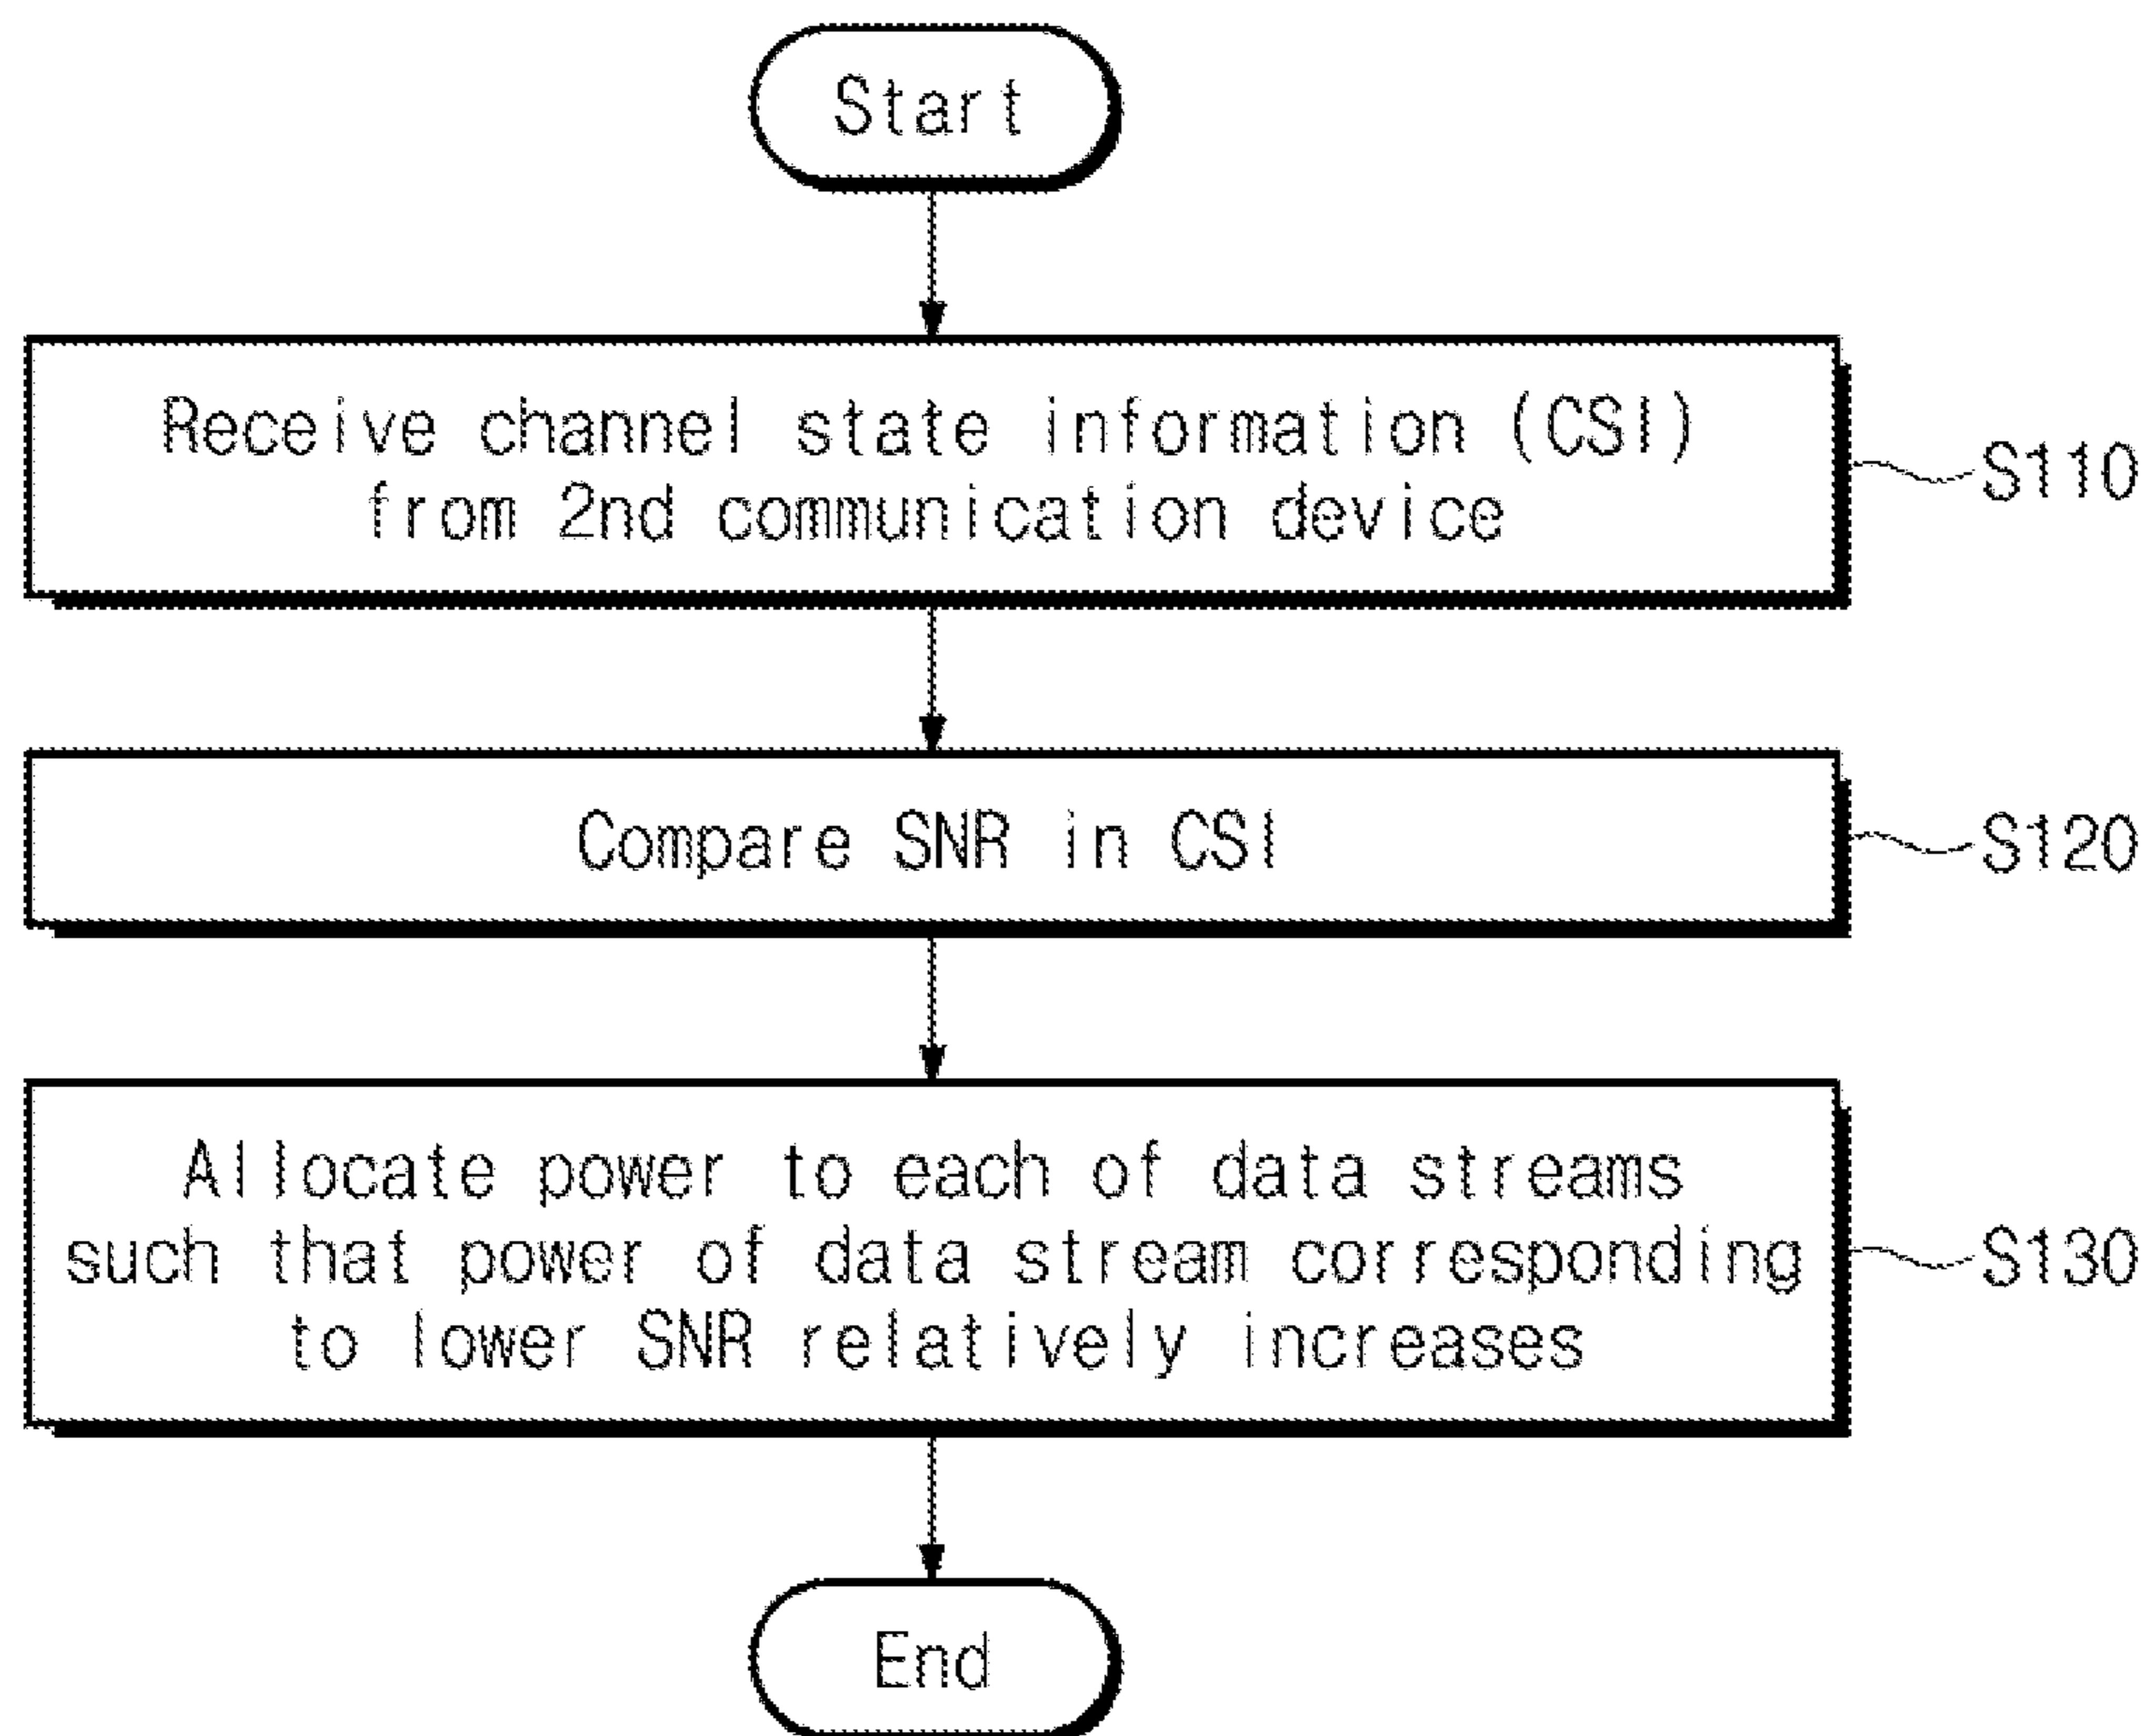 Start
Receive channel state information (CSI)
from 2nd communication device
S110
Compare SNR in CSI
S120
Allocate power to each of data streams
such that power of data stream corresponding
to lower SNR relatively increases
S130
End